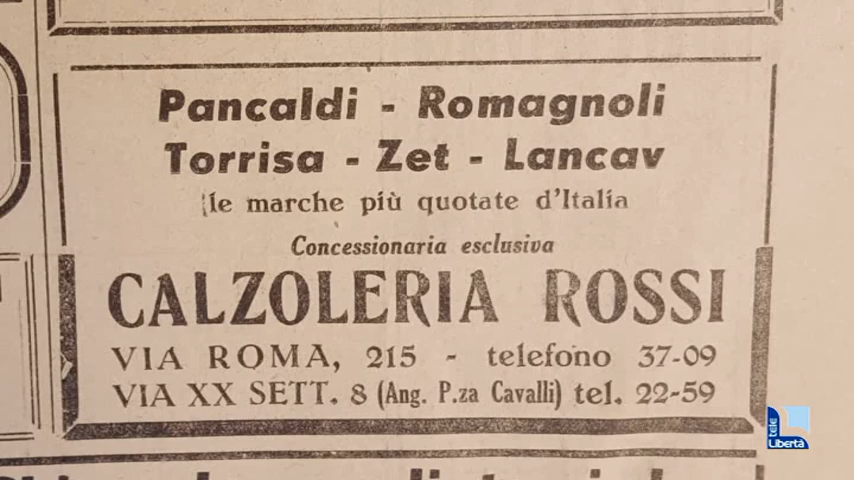 Pancaldi - Romagnoli
Torrisa - Zet - Lancav
le marche più quotate d'Italia
Concessionaria esclusiva
CALZOLERIA ROSSI
VIA ROMA, 215 - telefono 37-09
VIA XX SETT. 8 (Ang. P.za Cavalli) tel. 22-59
tele
Libertà